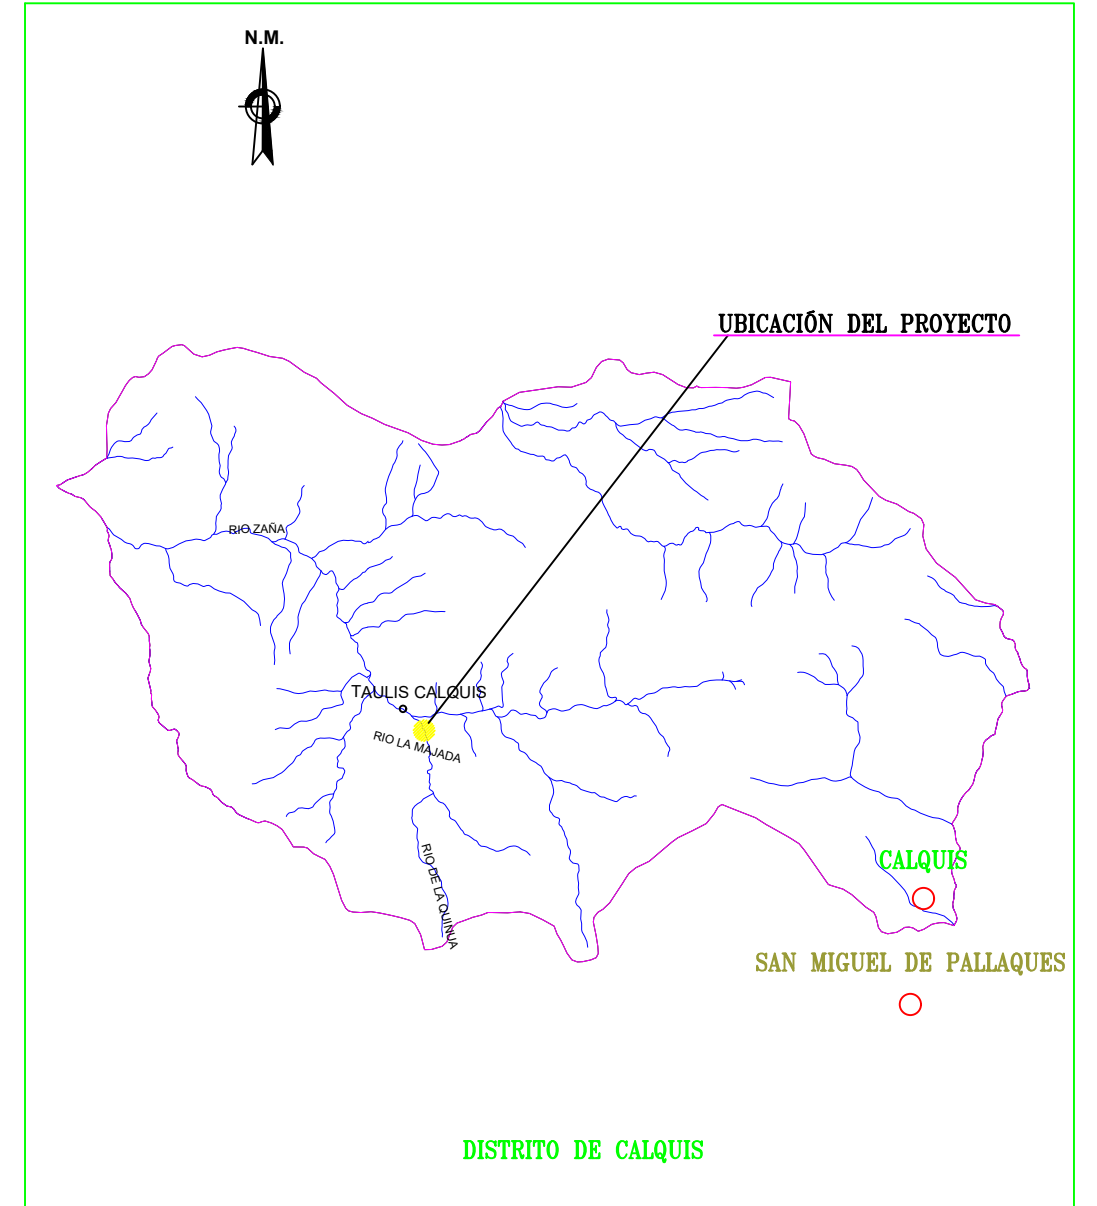 N.M.
UBICACIÓN DEL PROYECTO
RIO ZAÑA
TAULIS CALQUIS
RIO LA MAJADA
RIO DE LA QUINUA
CALQUIS
SAN MIGUEL DE PALLAQUES
DISTRITO DE CALQUIS